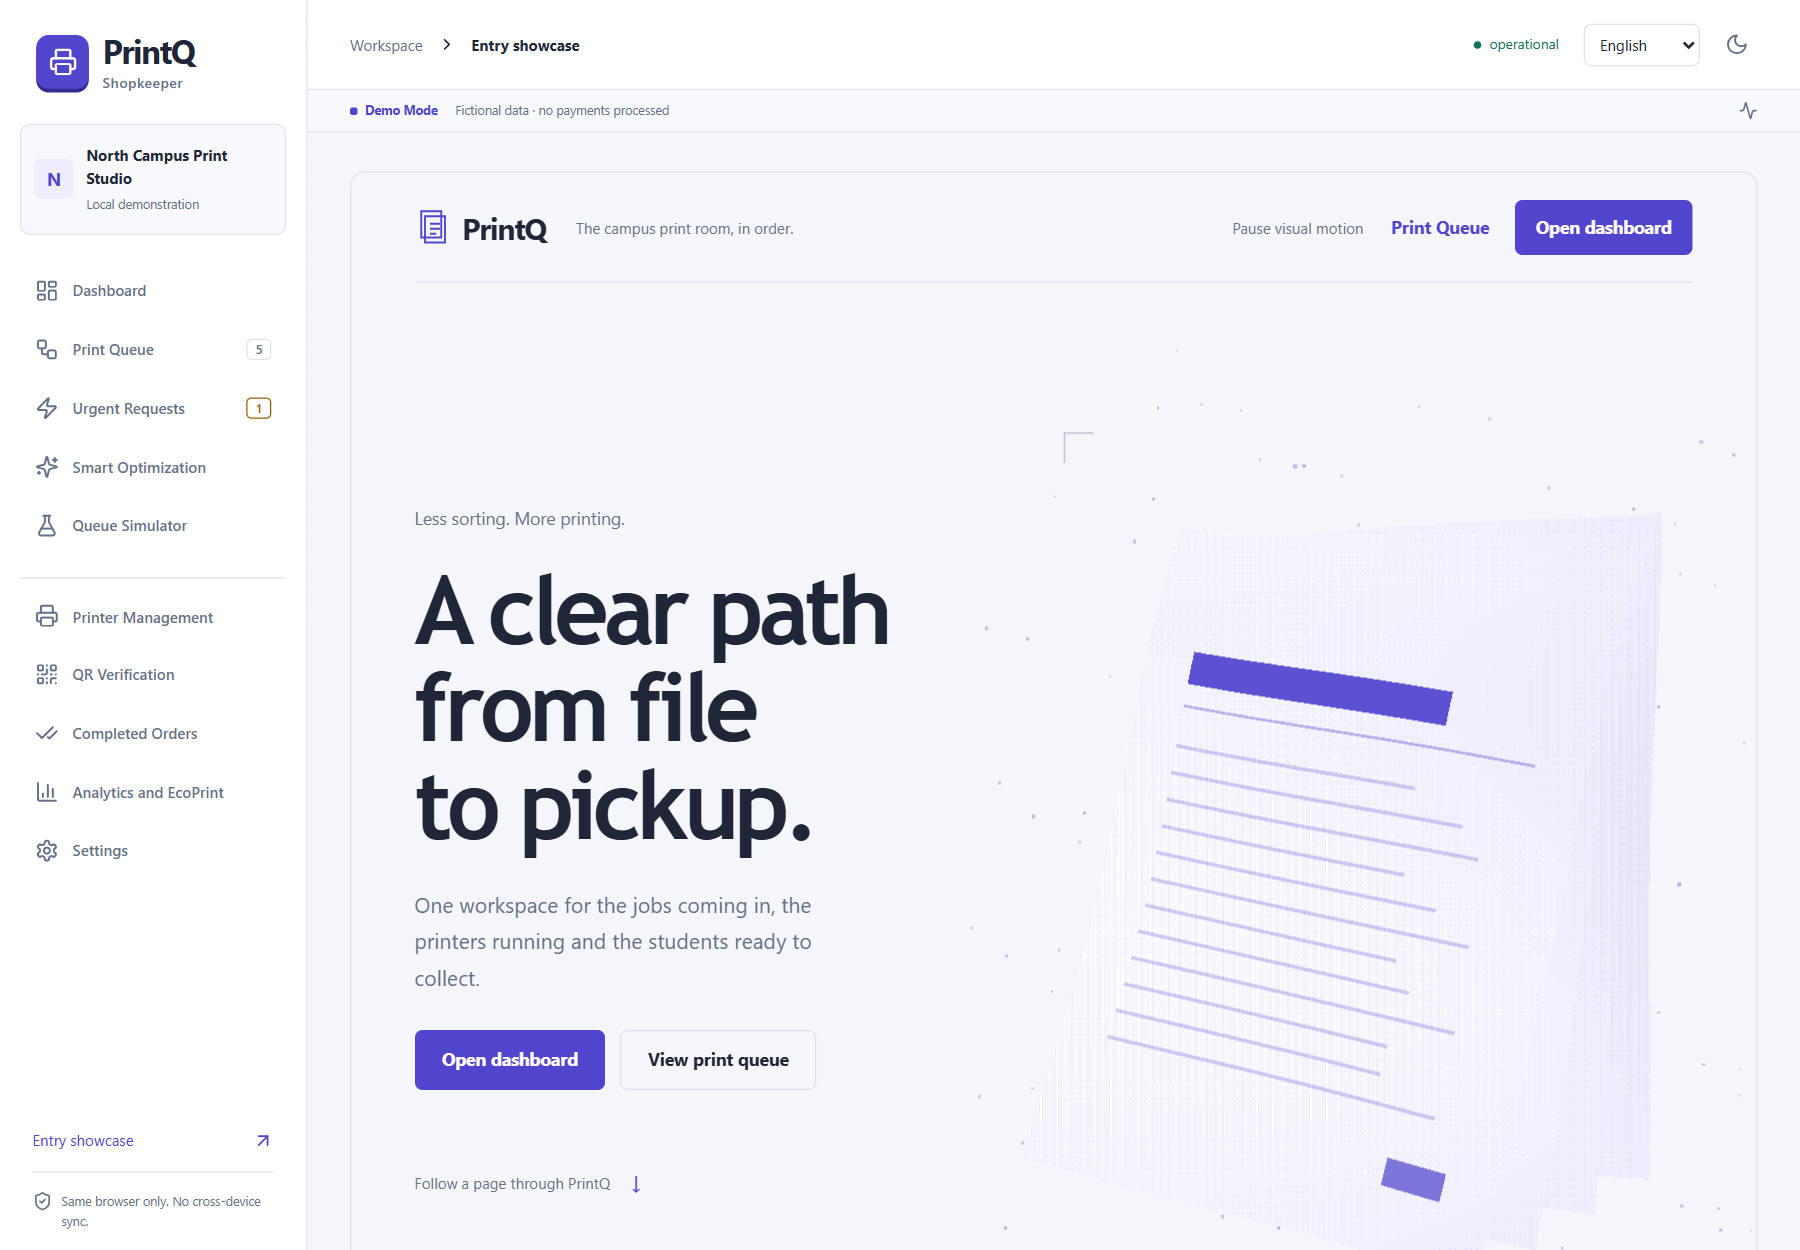 PrintQ
Shopkeeper
N
North Campus Print
Studio
Local demonstration
Dashboard
Print Queue
5
Urgent Requests
1
Smart Optimization
Queue Simulator
Printer Management
QR Verification
Completed Orders
Analytics and EcoPrint
Settings
Entry showcase
Same browser only. No cross-device
sync.
Workspace
Entry showcase
operational
English
Demo Mode
Fictional data · no payments processed
PrintQ
The campus print room, in order.
Pause visual motion
Print Queue
Open dashboard
Less sorting. More printing.
A clear path
from file
to pickup.
One workspace for the jobs coming in, the
printers running and the students ready to
collect.
Open dashboard
View print queue
Follow a page through PrintQ